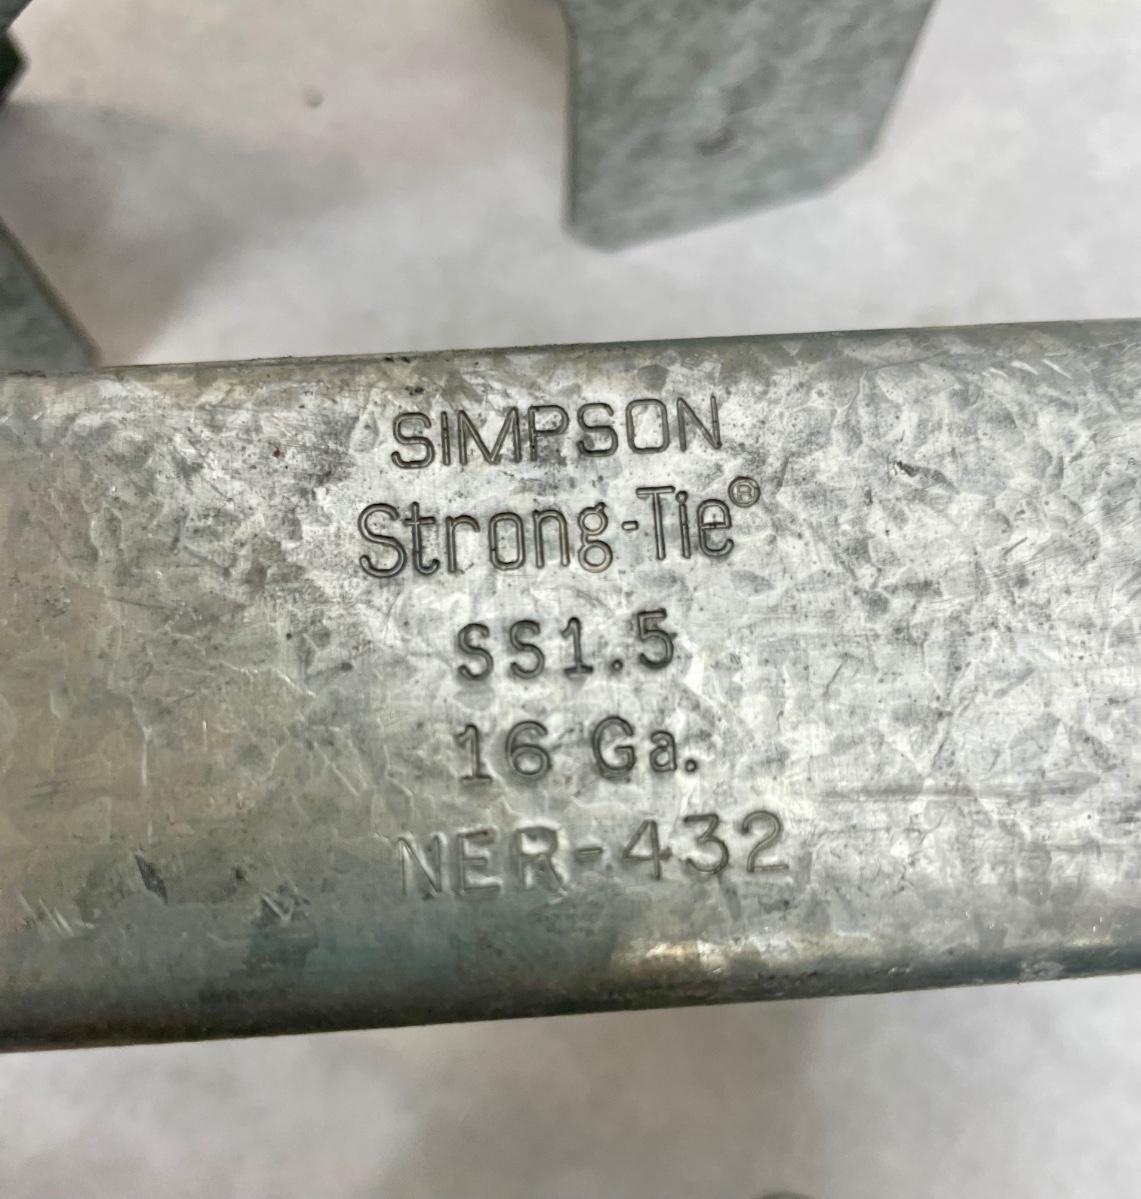 SIMPSON
Strong-Tie®
SS1.5
16 Ga.
NER-432